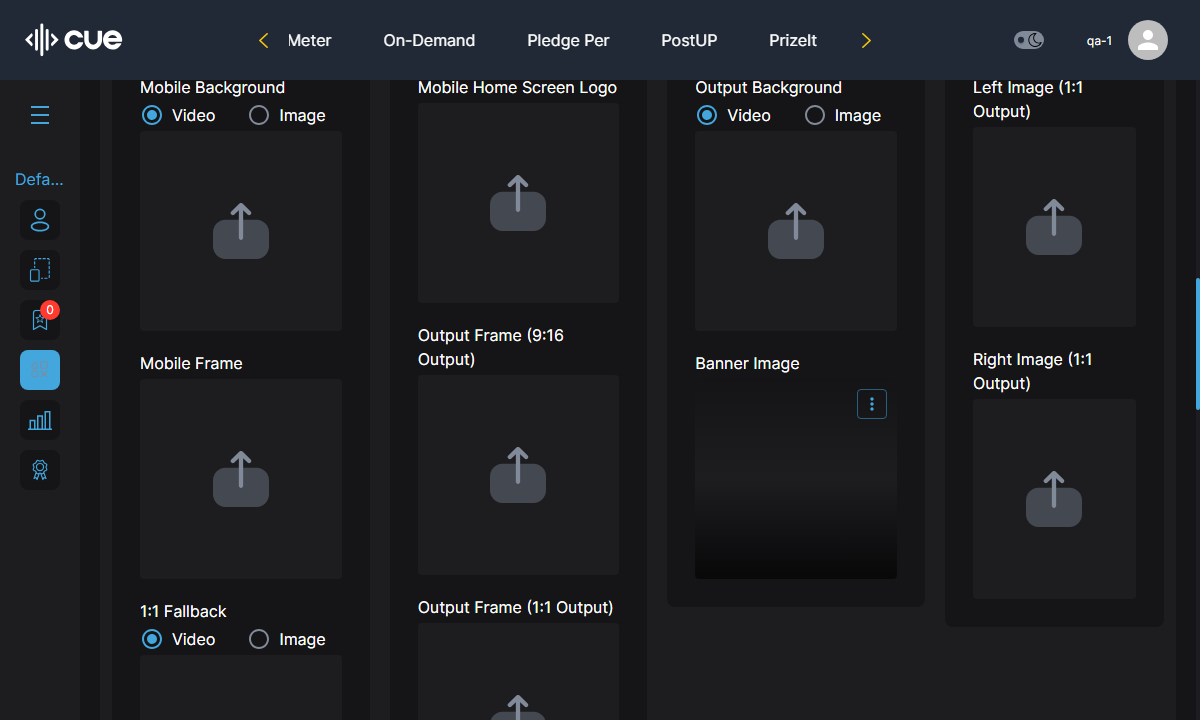 cue
Meter
On-Demand
Pledge Per
PostUP
PrizeIt
qa-1
Defa...
0
Mobile Background
Video
Image
Mobile Frame
1:1 Fallback
Video
Image
Mobile Home Screen Logo
Output Frame (9:16
Output)
Output Frame (1:1 Output)
Output Background
Video
Image
Banner Image
Left Image (1:1
Output)
Right Image (1:1
Output)